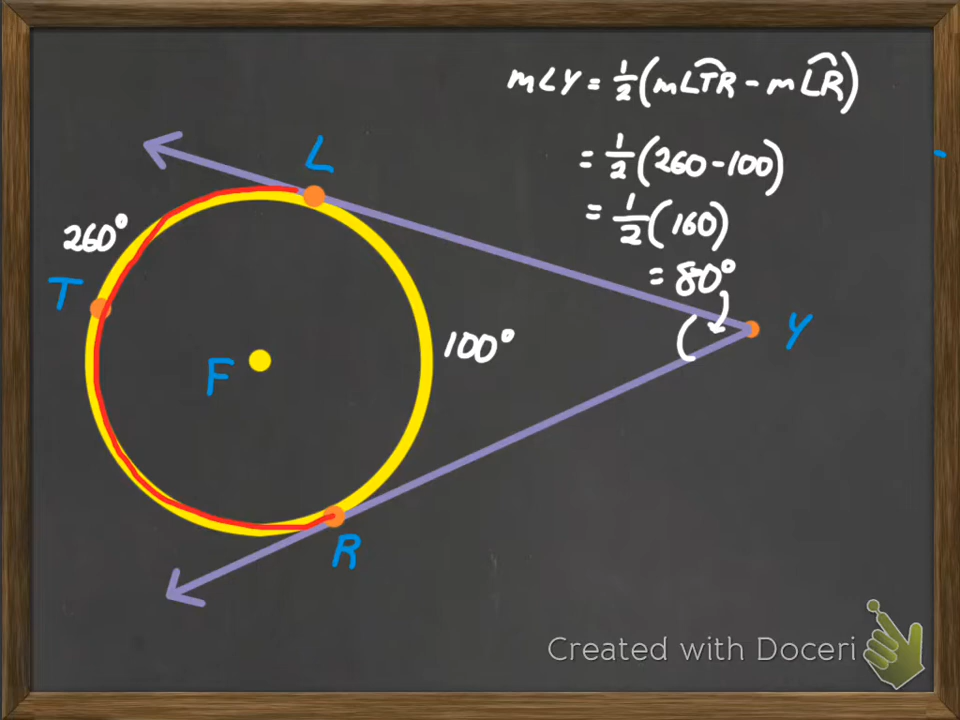 m∠Y = 1/2(mLTR − mLR)
= 1/2(260 − 100)
= 1/2(160)
= 80°
L
260°
T
F
100°
Y
R
Created with Doceri